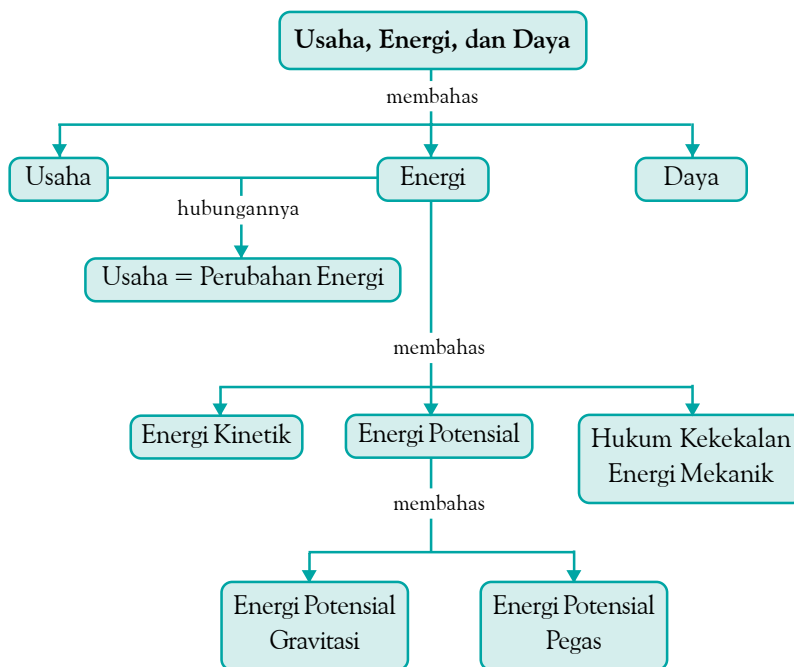 Usaha, Energi, dan Daya
membahas
Usaha
Energi
Daya
hubungannya
Usaha = Perubahan Energi
membahas
Energi Kinetik
Energi Potensial
Hukum Kekekalan
Energi Mekanik
membahas
Energi Potensial
Gravitasi
Energi Potensial
Pegas